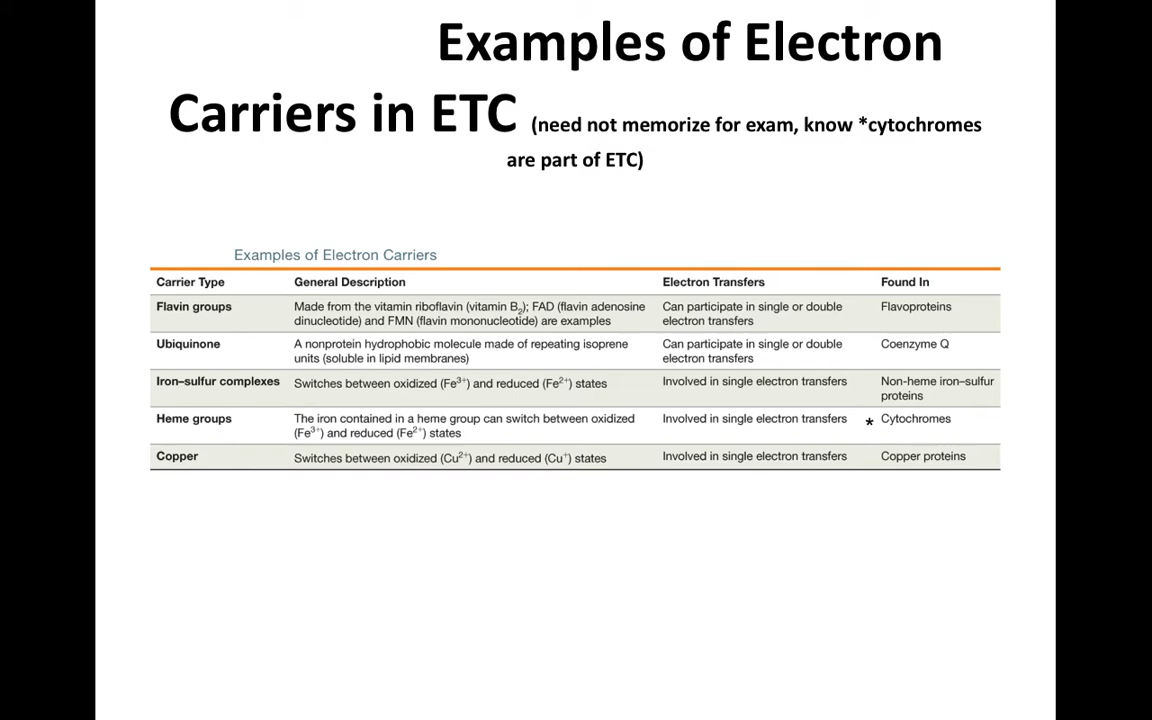 Examples of Electron
Carriers in ETC (need not memorize for exam, know *cytochromes
are part of ETC)
Examples of Electron Carriers
Carrier Type General Description Electron Transfers Found In
Flavin groups Made from the vitamin riboflavin (vitamin B₂); FAD (flavin adenosine Can participate in single or double Flavoproteins
dinucleotide) and FMN (flavin mononucleotide) are examples electron transfers
Ubiquinone A nonprotein hydrophobic molecule made of repeating isoprene Can participate in single or double Coenzyme Q
units (soluble in lipid membranes) electron transfers
Iron–sulfur complexes Switches between oxidized (Fe³⁺) and reduced (Fe²⁺) states Involved in single electron transfers Non-heme iron–sulfur
proteins
Heme groups The iron contained in a heme group can switch between oxidized Involved in single electron transfers * Cytochromes
(Fe³⁺) and reduced (Fe²⁺) states
Copper Switches between oxidized (Cu²⁺) and reduced (Cu⁺) states Involved in single electron transfers Copper proteins